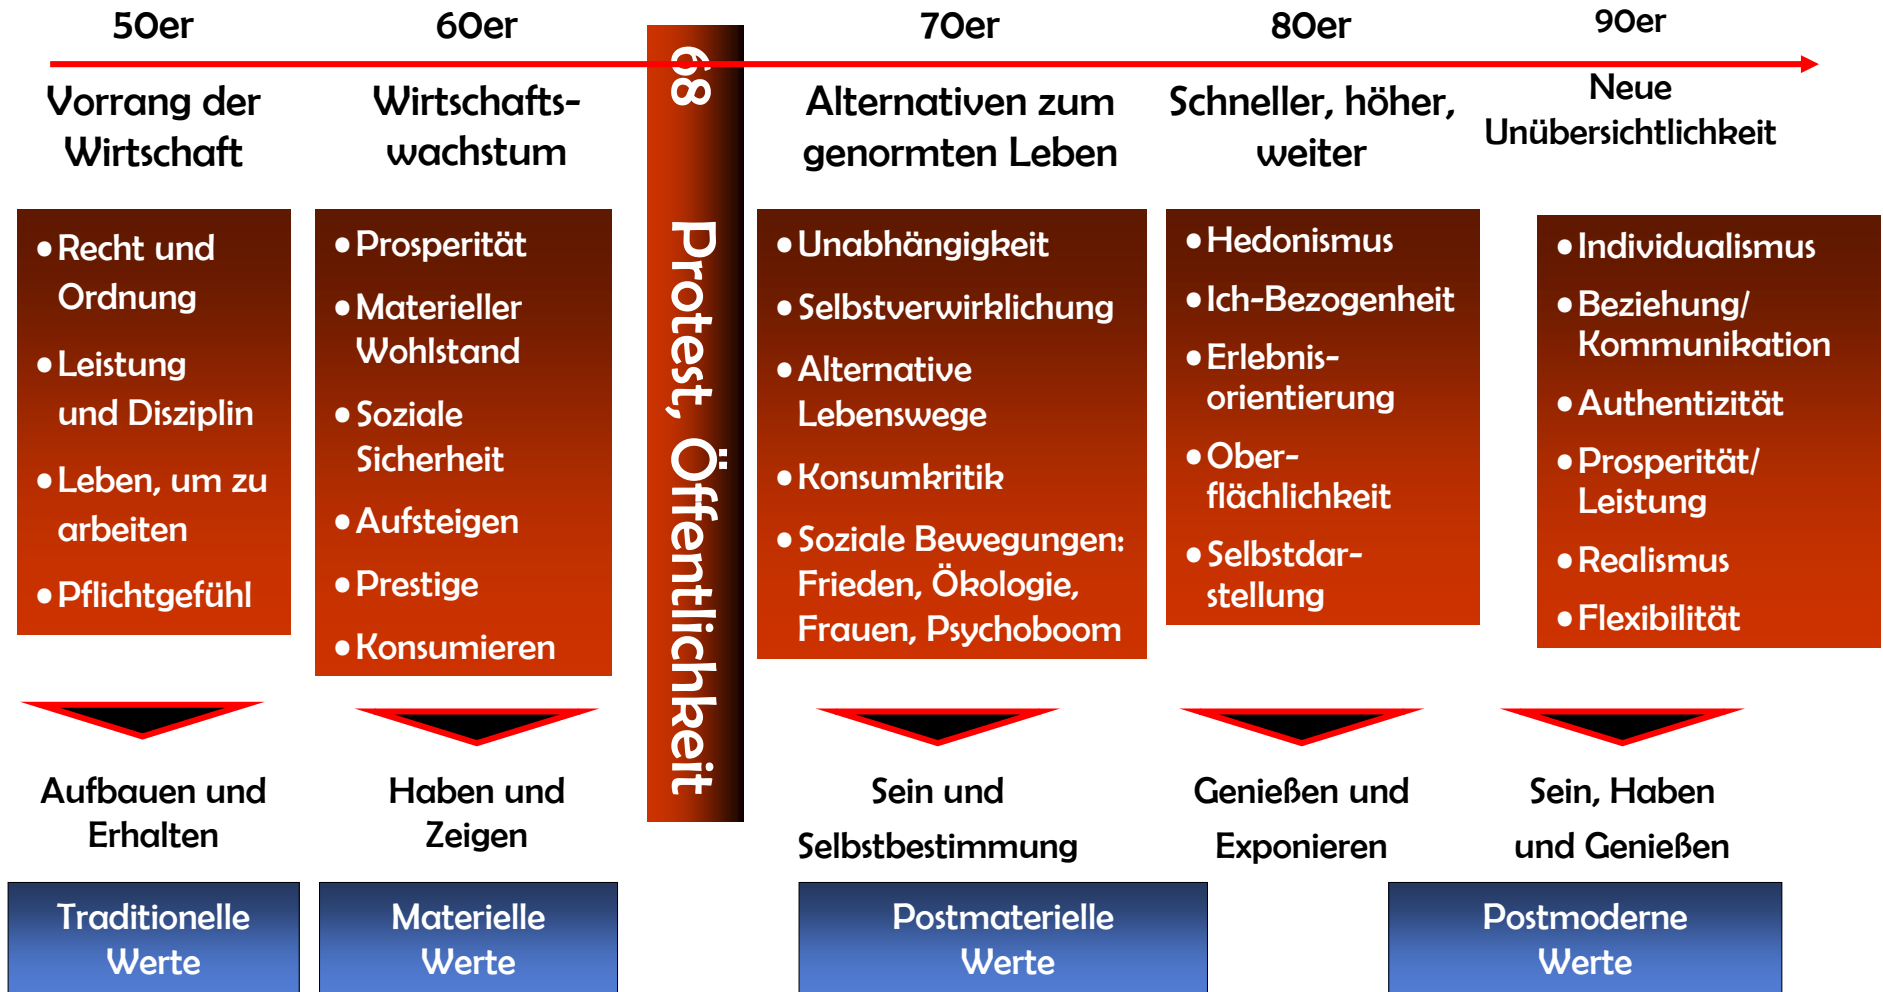 50er
60er
70er
80er
90er
Vorrang der
Wirtschaft
Wirtschafts-
wachstum
68 Protest, Öffentlichkeit
Alternativen zum
genormten Leben
Schneller, höher,
weiter
Neue
Unübersichtlichkeit
•Recht und
Ordnung
•Leistung
und Disziplin
•Leben, um zu
arbeiten
•Pflichtgefühl
•Prosperität
•Materieller
Wohlstand
•Soziale
Sicherheit
•Aufsteigen
•Prestige
•Konsumieren
•Unabhängigkeit
•Selbstverwirklichung
•Alternative
Lebenswege
•Konsumkritik
•Soziale Bewegungen:
Frieden, Ökologie,
Frauen, Psychoboom
•Hedonismus
•Ich-Bezogenheit
•Erlebnis-
orientierung
•Ober-
flächlichkeit
•Selbstdar-
stellung
•Individualismus
•Beziehung/
Kommunikation
•Authentizität
•Prosperität/
Leistung
•Realismus
•Flexibilität
Aufbauen und
Erhalten
Haben und
Zeigen
Sein und
Selbstbestimmung
Genießen und
Exponieren
Sein, Haben
und Genießen
Traditionelle
Werte
Materielle
Werte
Postmaterielle
Werte
Postmoderne
Werte